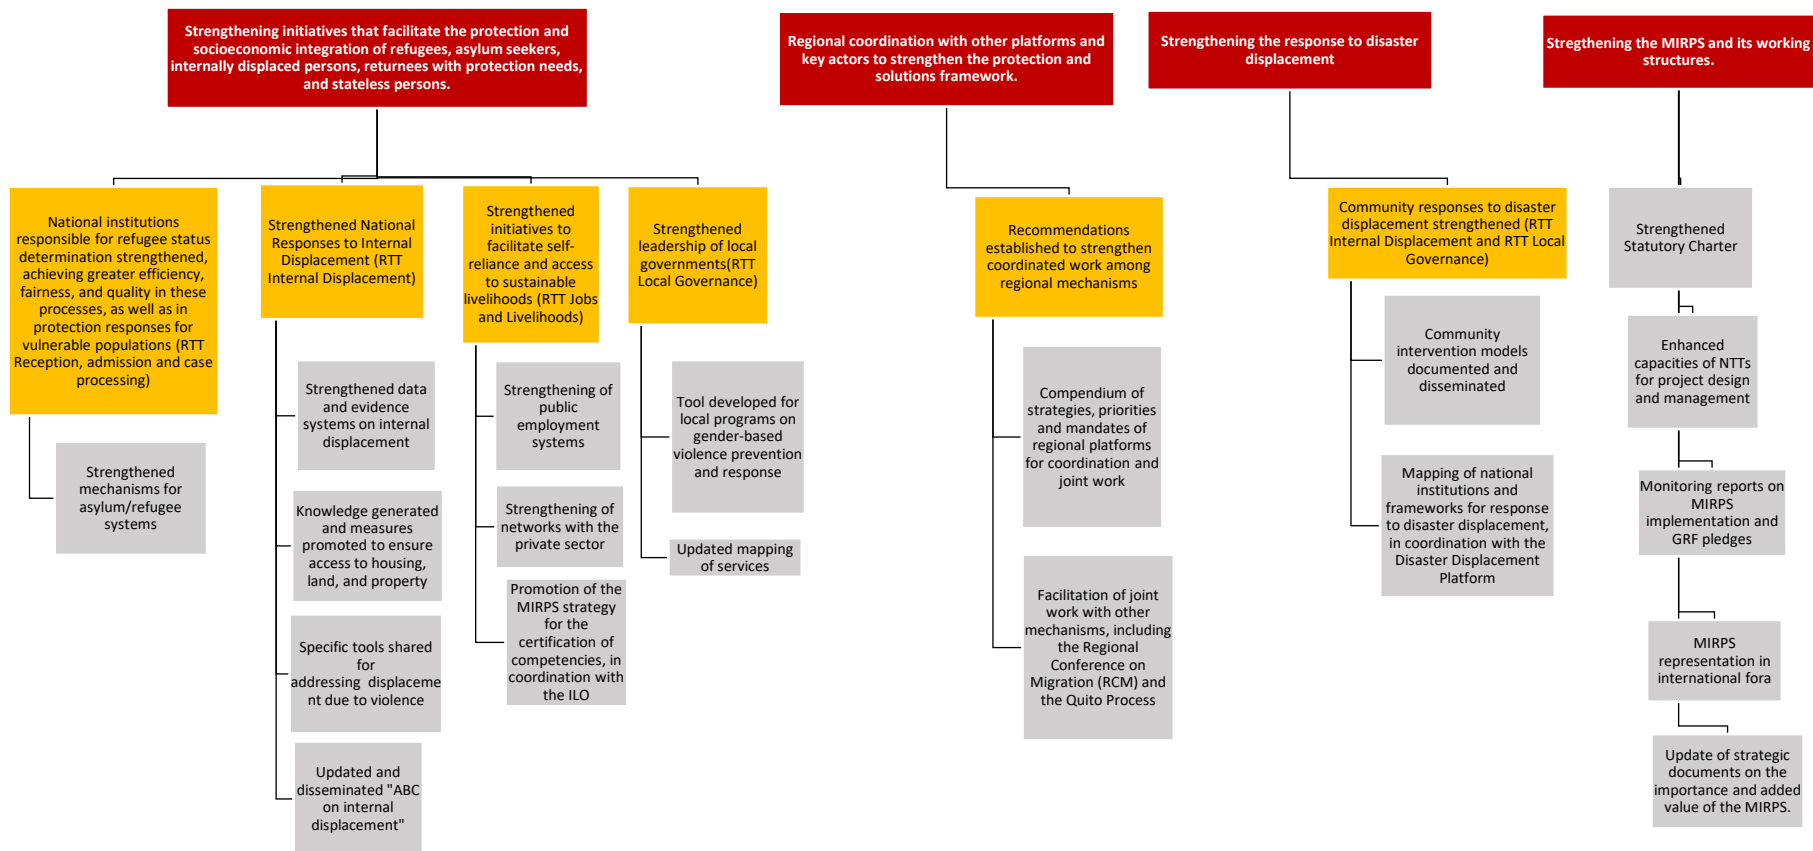 Strengthening initiatives that facilitate the protection and
socioeconomic integration of refugees, asylum seekers,
internally displaced persons, returnees with protection needs,
and stateless persons.
Regional coordination with other platforms and
key actors to strengthen the protection and
solutions framework.
Strengthening the response to disaster
displacement
Stregthening the MIRPS and its working
structures.
National institutions
responsible for refugee status
determination strengthened,
achieving greater efficiency,
fairness, and quality in these
processes, as well as in
protection responses for
vulnerable populations (RTT
Reception, admission and case
processing)
Strengthened
mechanisms for
asylum/refugee
systems
Strengthened National
Responses to Internal
Displacement (RTT
Internal Displacement)
Strengthened data
and evidence
systems on internal
displacement
Knowledge generated
and measures
promoted to ensure
access to housing,
land, and property
Specific tools shared
for
addressing displaceme
nt due to violence
Updated and
disseminated "ABC
on internal
displacement"
Strengthened
initiatives to
facilitate self-
reliance and access
to sustainable
livelihoods (RTT Jobs
and Livelihoods)
Strengthening of
public
employment
systems
Strengthening of
networks with the
private sector
Promotion of the
MIRPS strategy
for the
certification of
competencies, in
coordination with
the ILO
Strengthened
leadership of local
governments(RTT
Local Governance)
Tool developed for
local programs on
gender-based
violence prevention
and response
Updated mapping
of services
Recommendations
established to strengthen
coordinated work among
regional mechanisms
Compendium of
strategies, priorities
and mandates of
regional platforms
for coordination and
joint work
Facilitation of joint
work with other
mechanisms, including
the Regional
Conference on
Migration (RCM) and
the Quito Process
Community responses to disaster
displacement strengthened (RTT
Internal Displacement and RTT Local
Governance)
Community
intervention models
documented and
disseminated
Mapping of national
institutions and
frameworks for response
to disaster displacement,
in coordination with the
Disaster Displacement
Platform
Strengthened
Statutory Charter
Enhanced
capacities of NTTs
for project design
and management
Monitoring reports on
MIRPS
implementation and
GRF pledges
MIRPS
representation in
international fora
Update of strategic
documents on the
importance and added
value of the MIRPS.